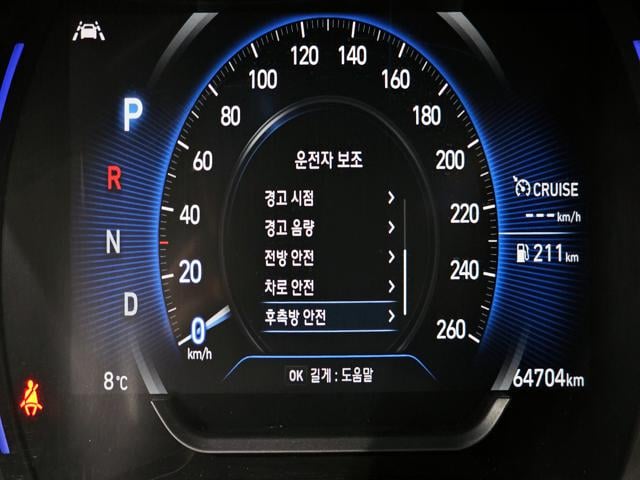 0
20
40
60
80
100
120
140
160
180
200
220
240
260
km/h
P
R
N
D
8℃
운전자 보조
경고 시점 >
경고 음량 >
전방 안전 >
차로 안전 >
후측방 안전 >
OK 길게 : 도움말
CRUISE
--- km/h
211 km
64704 km